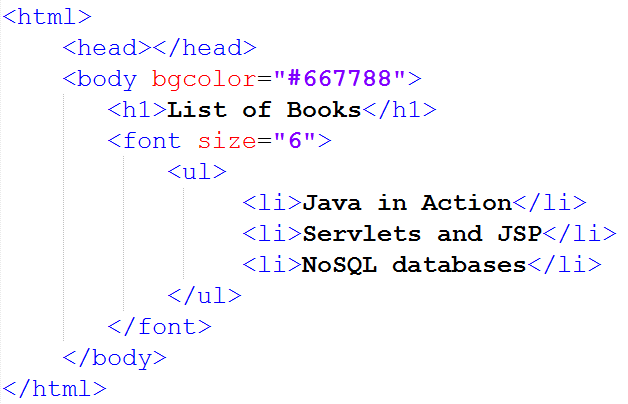 <html>
<head></head>
<body bgcolor="#667788">
<h1>List of Books</h1>
<font size="6">
<ul>
<li>Java in Action</li>
<li>Servlets and JSP</li>
<li>NoSQL databases</li>
</ul>
</font>
</body>
</html>